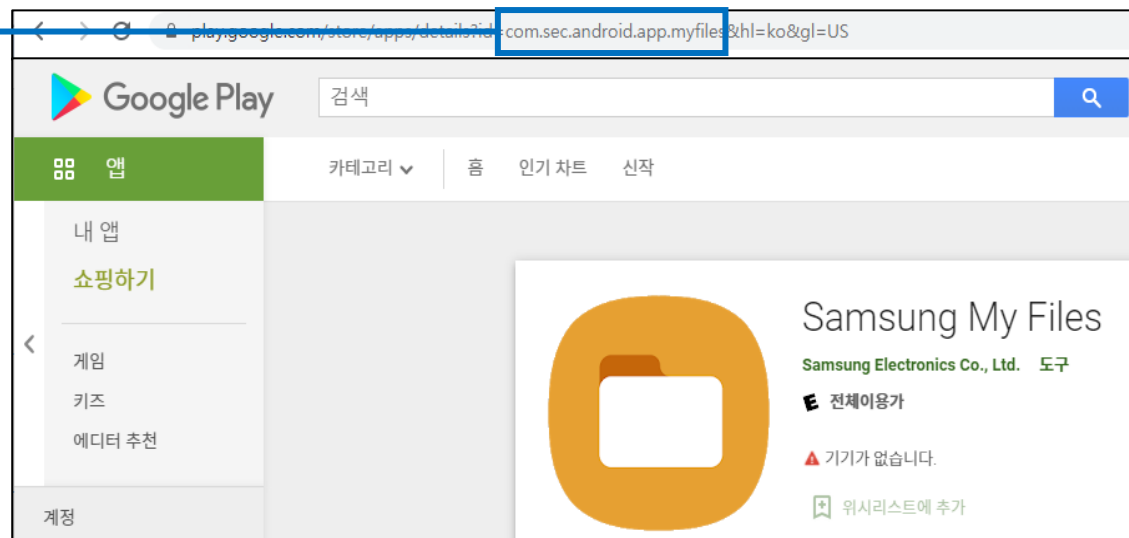 play.google.com/store/apps/details?id=com.sec.android.app.myfiles&hl=ko&gl=US
Google Play
검색
앱
카테고리
홈
인기 차트
신작
내 앱
쇼핑하기
게임
키즈
에디터 추천
계정
Samsung My Files
Samsung Electronics Co., Ltd. 도구
E 전체이용가
기기가 없습니다.
위시리스트에 추가